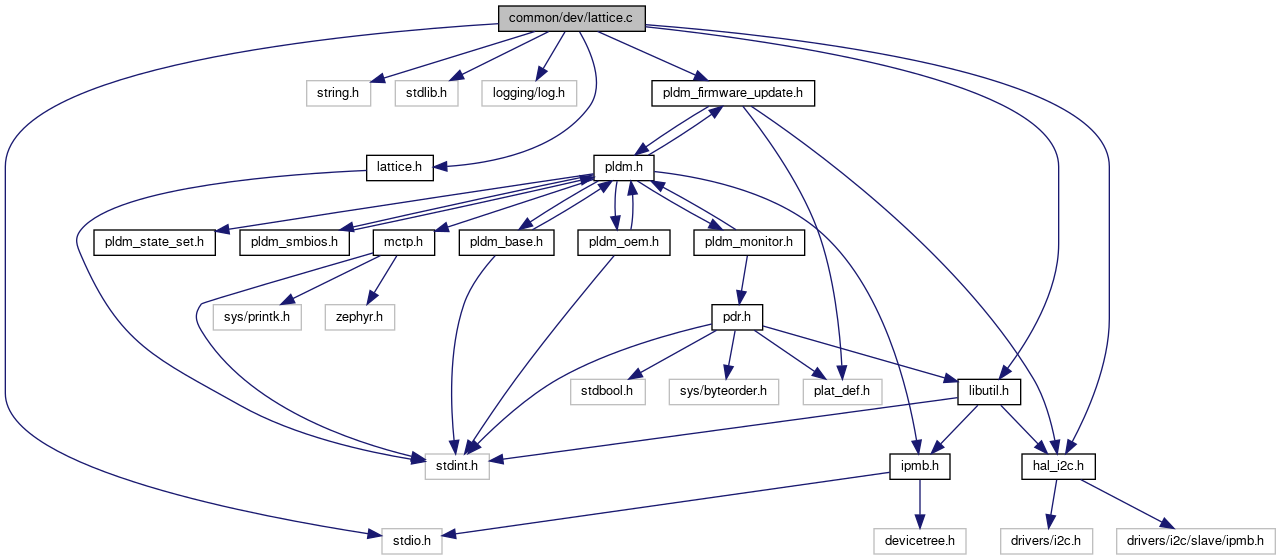 common/dev/lattice.c
string.h
stdlib.h
logging/log.h
pldm_firmware_update.h
lattice.h
pldm.h
pldm_state_set.h
pldm_smbios.h
mctp.h
pldm_base.h
pldm_oem.h
pldm_monitor.h
sys/printk.h
zephyr.h
pdr.h
stdbool.h
sys/byteorder.h
plat_def.h
libutil.h
stdint.h
ipmb.h
hal_i2c.h
stdio.h
devicetree.h
drivers/i2c.h
drivers/i2c/slave/ipmb.h